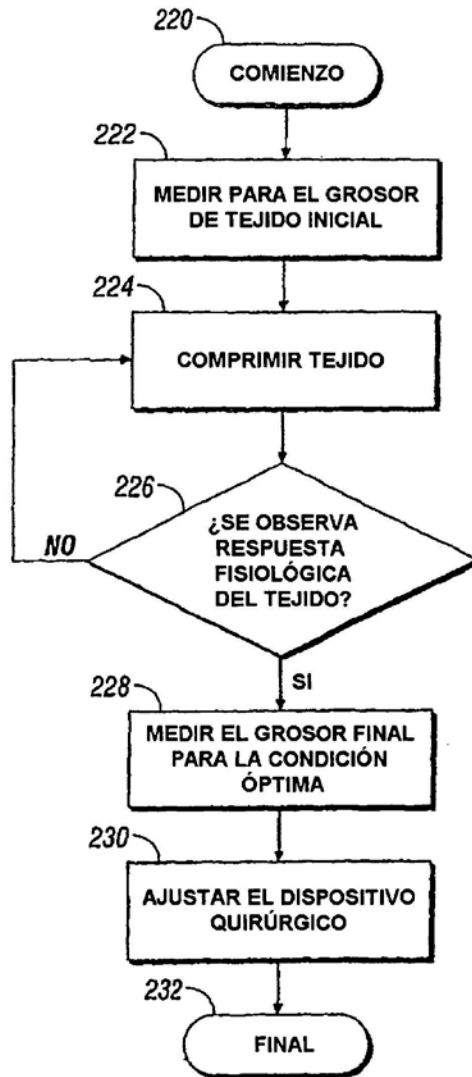 220
COMIENZO
222
MEDIR PARA EL GROSOR
DE TEJIDO INICIAL
224
COMPRIMIR TEJIDO
226
¿SE OBSERVA
RESPUESTA
FISIOLÓGICA
DEL TEJIDO?
NO
SI
228
MEDIR EL GROSOR FINAL
PARA LA CONDICIÓN
ÓPTIMA
230
AJUSTAR EL DISPOSITIVO
QUIRÚRGICO
232
FINAL